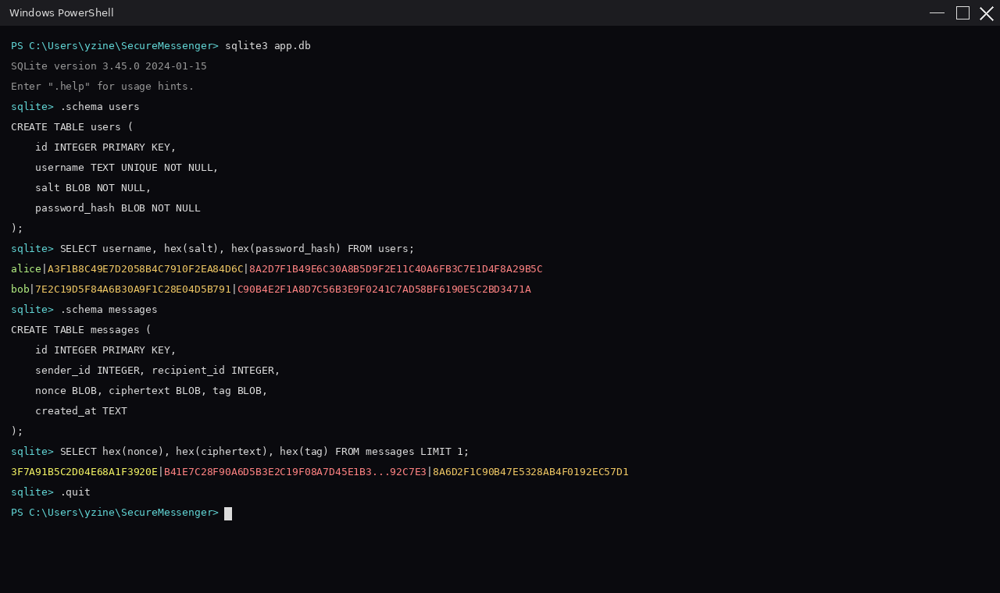 Windows PowerShell
PS C:\Users\yzine\SecureMessenger> sqlite3 app.db
SQLite version 3.45.0 2024-01-15
Enter ".help" for usage hints.
sqlite> .schema users
CREATE TABLE users (
    id INTEGER PRIMARY KEY,
    username TEXT UNIQUE NOT NULL,
    salt BLOB NOT NULL,
    password_hash BLOB NOT NULL
);
sqlite> SELECT username, hex(salt), hex(password_hash) FROM users;
alice|A3F1B8C49E7D2058B4C7910F2EA84D6C|8A2D7F1B49E6C30A8B5D9F2E11C40A6FB3C7E1D4F8A29B5C
bob|7E2C19D5F84A6B30A9F1C28E04D5B791|C90B4E2F1A8D7C56B3E9F0241C7AD58BF6190E5C2BD3471A
sqlite> .schema messages
CREATE TABLE messages (
    id INTEGER PRIMARY KEY,
    sender_id INTEGER, recipient_id INTEGER,
    nonce BLOB, ciphertext BLOB, tag BLOB,
    created_at TEXT
);
sqlite> SELECT hex(nonce), hex(ciphertext), hex(tag) FROM messages LIMIT 1;
3F7A91B5C2D04E68A1F3920E|B41E7C28F90A6D5B3E2C19F08A7D45E1B3...92C7E3|8A6D2F1C90B47E5328AB4F0192EC57D1
sqlite> .quit
PS C:\Users\yzine\SecureMessenger>